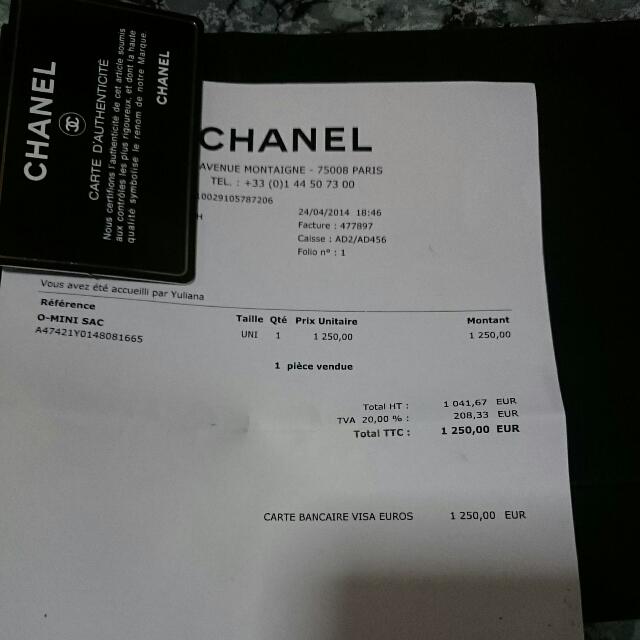 CHANEL
CARTE D'AUTHENTICITÉ
Nous certifions l'authenticité de cet article soumis
aux contrôles les plus rigoureux, et dont la haute
qualité symbolise le renom de notre Marque.
CHANEL
CHANEL
AVENUE MONTAIGNE - 75008 PARIS
TEL. : +33 (0)1 44 50 73 00
10029105787206
H
24/04/2014 18:46
Facture : 477897
Caisse : AD2/AD456
Folio n° : 1
Vous avez été accueilli par Yuliana
Référence Taille Qté Prix Unitaire Montant
O-MINI SAC UNI 1 1 250,00 1 250,00
A47421Y0148081665
1 pièce vendue
Total HT : 1 041,67 EUR
TVA 20,00 % : 208,33 EUR
Total TTC : 1 250,00 EUR
CARTE BANCAIRE VISA EUROS 1 250,00 EUR